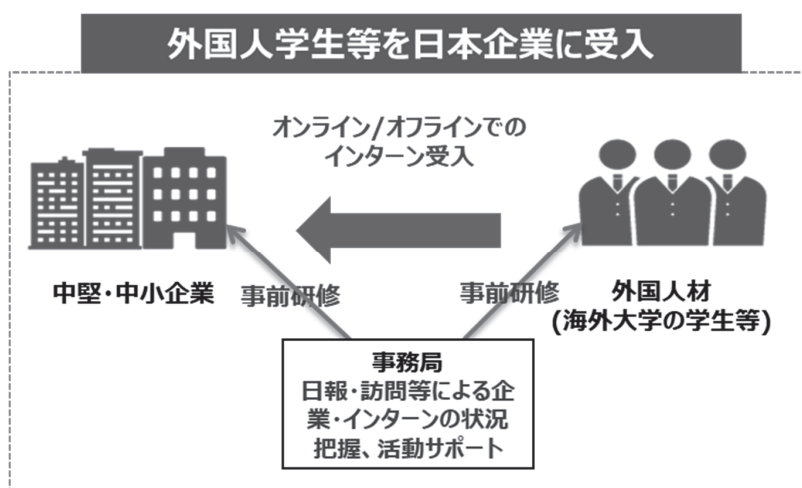 外国人学生等を日本企業に受入
オンライン/オフラインでの
インターン受入
中堅・中小企業
事前研修
事前研修
外国人材
(海外大学の学生等)
事務局
日報・訪問等による企
業・インターンの状況
把握、活動サポート